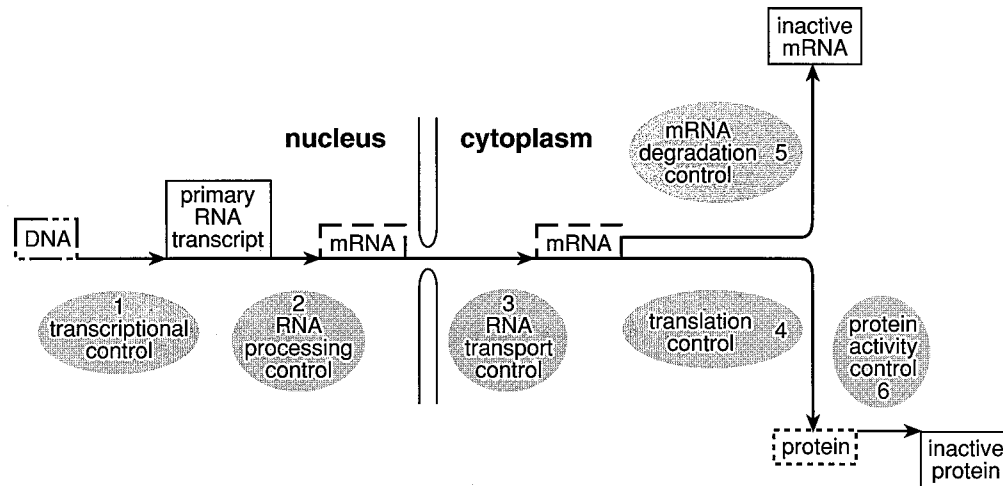 inactive
mRNA
nucleus
cytoplasm
mRNA
degradation 5
control
primary
RNA
transcript
DNA
mRNA
mRNA
1
transcriptional
control
2
RNA
processing
control
3
RNA
transport
control
translation
control 4
protein
activity
control
6
protein
inactive
protein